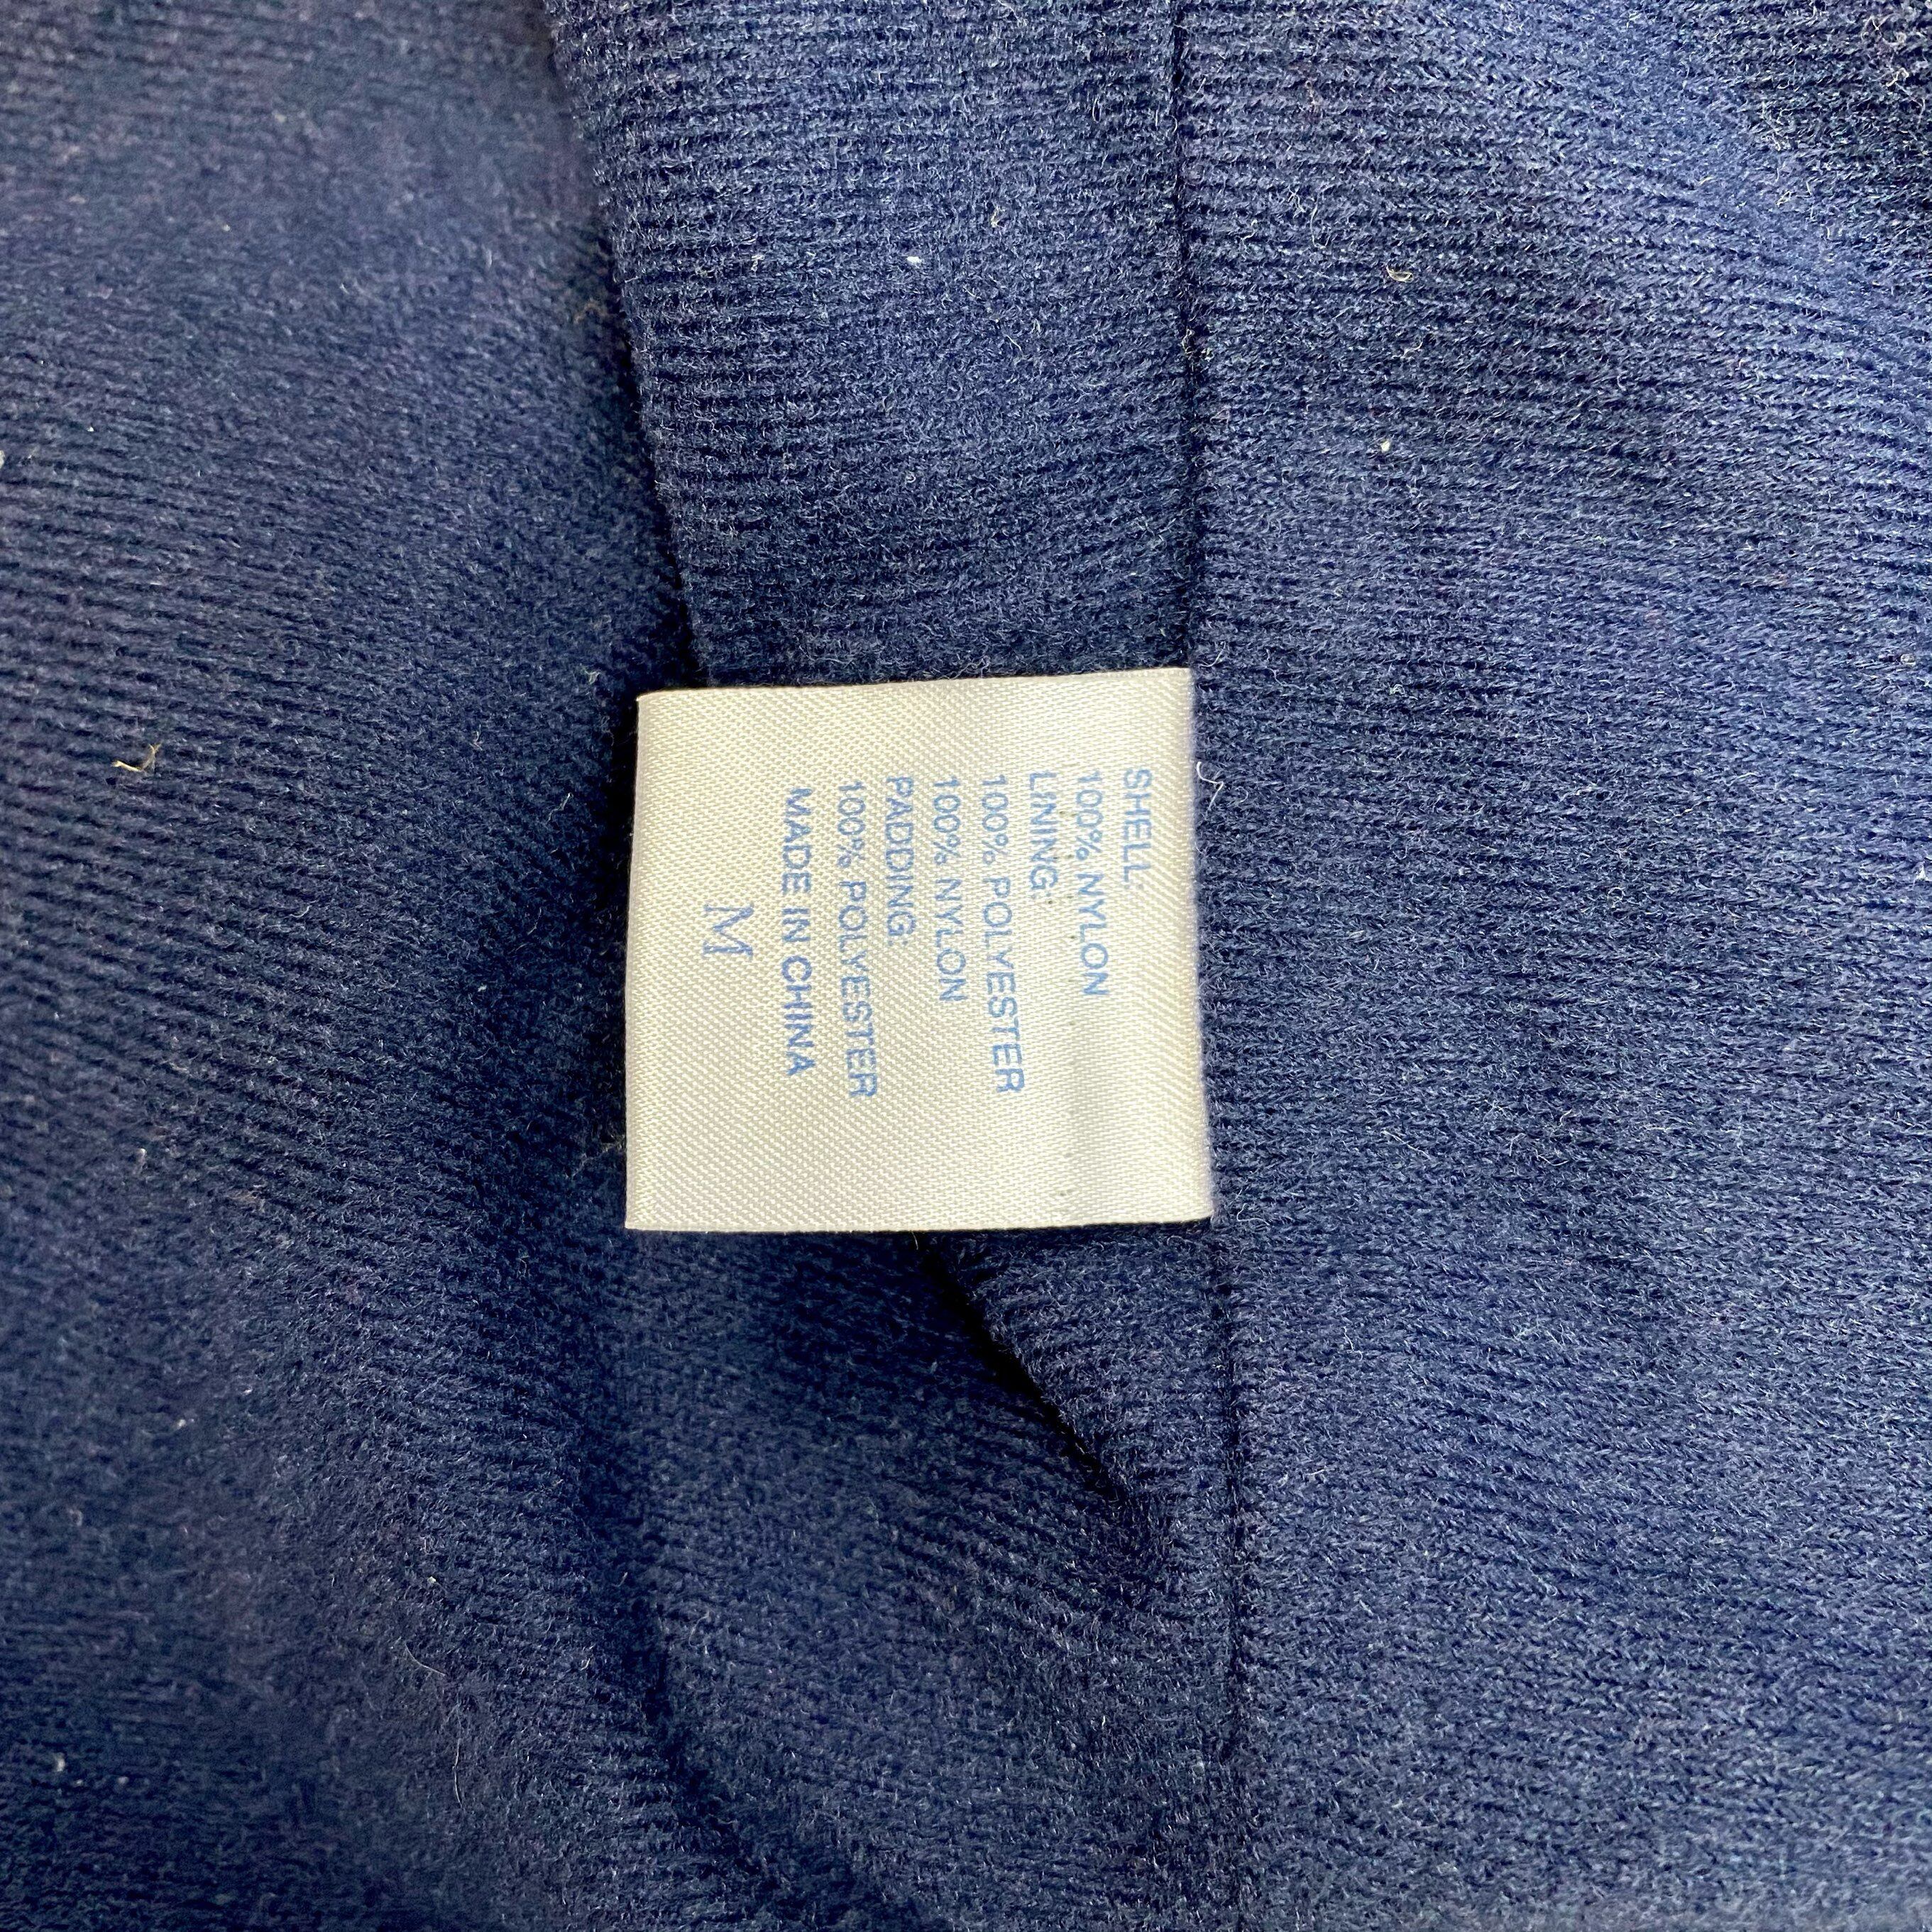 SHELL:
100% NYLON
LINING:
100% POLYESTER
100% NYLON
PADDING:
100% POLYESTER
MADE IN CHINA
M